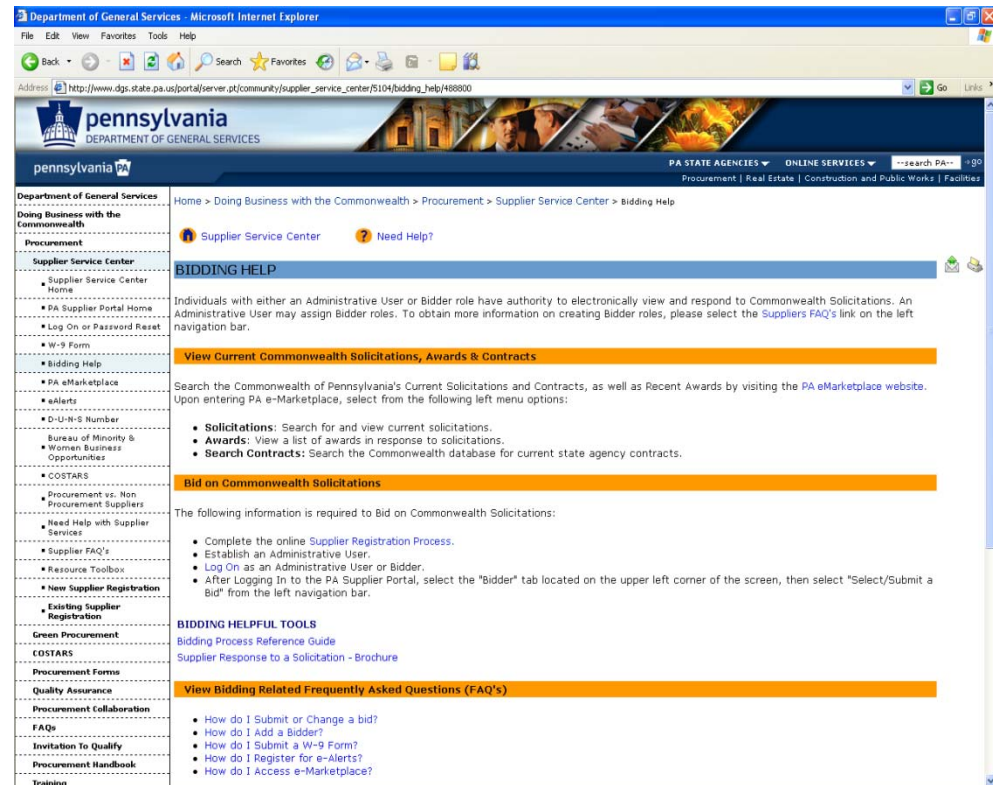 Department of General Services - Microsoft Internet Explorer
File Edit View Favorites Tools Help
Back Search Favorites
Address http://www.dgs.state.pa.us/portal/server.pt/community/supplier_service_center/5104/bidding_help/488800 Go Links
pennsylvania
DEPARTMENT OF GENERAL SERVICES
pennsylvania PA
PA STATE AGENCIES ONLINE SERVICES --search PA-- go
Procurement | Real Estate | Construction and Public Works | Facilities
Department of General Services
Doing Business with the
Commonwealth
Procurement
Supplier Service Center
Supplier Service Center
Home
PA Supplier Portal Home
Log On or Password Reset
W-9 Form
Bidding Help
PA eMarketplace
eAlerts
D-U-N-S Number
Bureau of Minority &
Women Business
Opportunities
COSTARS
Procurement vs. Non
Procurement Suppliers
Need Help with Supplier
Services
Supplier FAQ's
Resource Toolbox
New Supplier Registration
Existing Supplier
Registration
Green Procurement
COSTARS
Procurement Forms
Quality Assurance
Procurement Collaboration
FAQs
Invitation To Qualify
Procurement Handbook
Training
Home > Doing Business with the Commonwealth > Procurement > Supplier Service Center > Bidding Help
Supplier Service Center ? Need Help?
BIDDING HELP
Individuals with either an Administrative User or Bidder role have authority to electronically view and respond to Commonwealth Solicitations. An
Administrative User may assign Bidder roles. To obtain more information on creating Bidder roles, please select the Suppliers FAQ's link on the left
navigation bar.
View Current Commonwealth Solicitations, Awards & Contracts
Search the Commonwealth of Pennsylvania's Current Solicitations and Contracts, as well as Recent Awards by visiting the PA eMarketplace website.
Upon entering PA e-Marketplace, select from the following left menu options:
• Solicitations: Search for and view current solicitations.
• Awards: View a list of awards in response to solicitations.
• Search Contracts: Search the Commonwealth database for current state agency contracts.
Bid on Commonwealth Solicitations
The following information is required to Bid on Commonwealth Solicitations:
• Complete the online Supplier Registration Process.
• Establish an Administrative User.
• Log On as an Administrative User or Bidder.
• After Logging In to the PA Supplier Portal, select the "Bidder" tab located on the upper left corner of the screen, then select "Select/Submit a
Bid" from the left navigation bar.
BIDDING HELPFUL TOOLS
Bidding Process Reference Guide
Supplier Response to a Solicitation - Brochure
View Bidding Related Frequently Asked Questions (FAQ's)
• How do I Submit or Change a bid?
• How do I Add a Bidder?
• How do I Submit a W-9 Form?
• How do I Register for e-Alerts?
• How do I Access e-Marketplace?